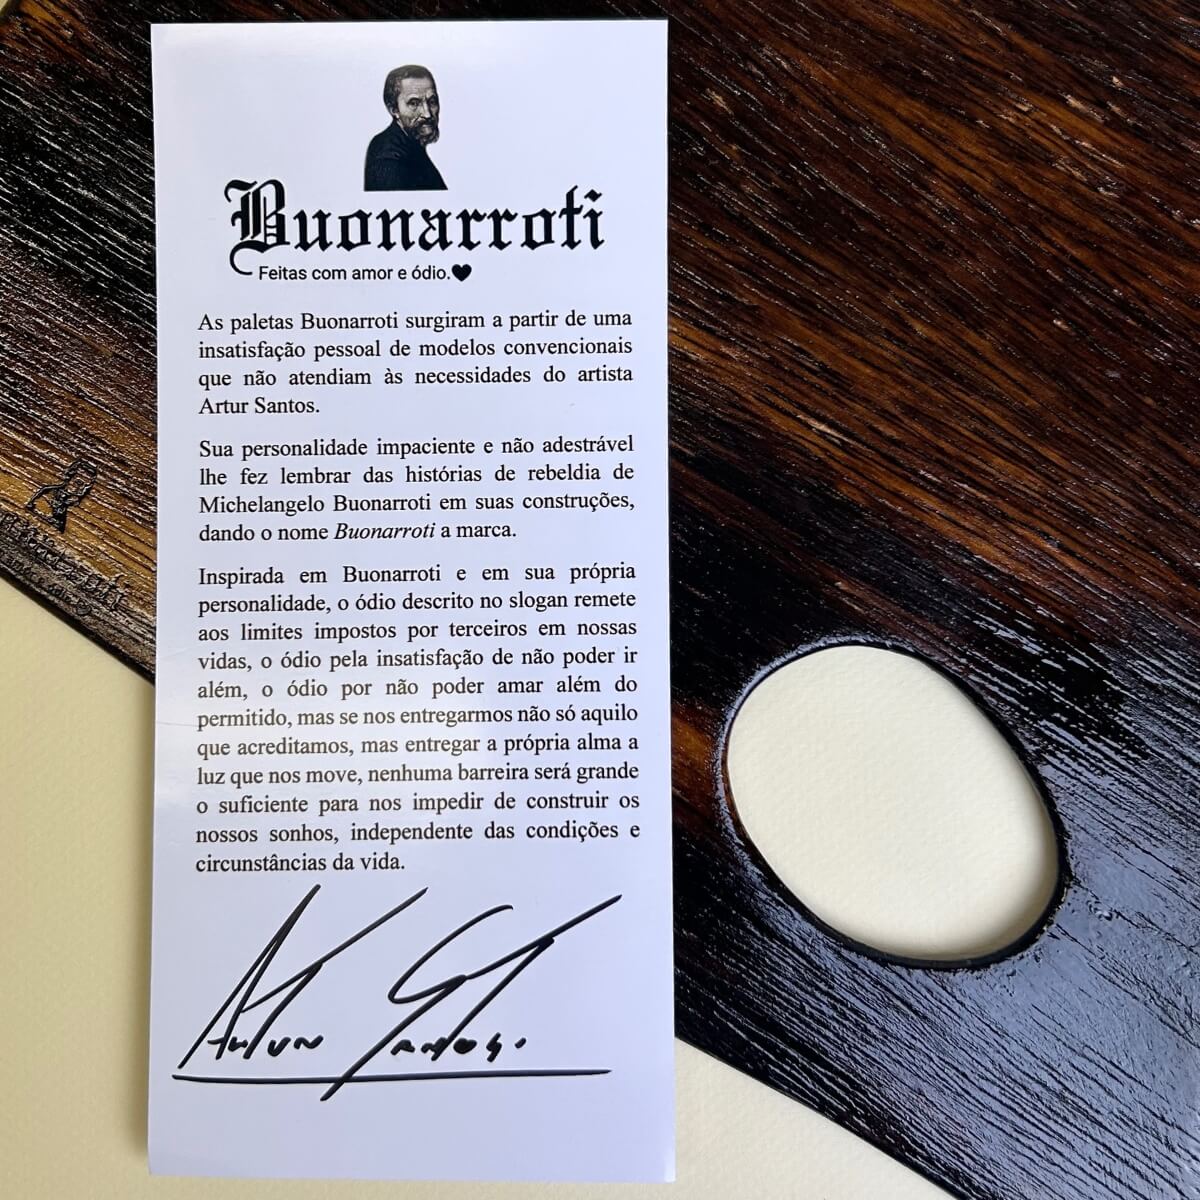 Buonarroti
Feitas com amor e ódio.
As paletas Buonarroti surgiram a partir de uma
insatisfação pessoal de modelos convencionais
que não atendiam às necessidades do artista
Artur Santos.
Sua personalidade impaciente e não adestrável
lhe fez lembrar das histórias de rebeldia de
Michelangelo Buonarroti em suas construções,
dando o nome Buonarroti a marca.
Inspirada em Buonarroti e em sua própria
personalidade, o ódio descrito no slogan remete
aos limites impostos por terceiros em nossas
vidas, o ódio pela insatisfação de não poder ir
além, o ódio por não poder amar além do
permitido, mas se nos entregarmos não só aquilo
que acreditamos, mas entregar a própria alma a
luz que nos move, nenhuma barreira será grande
o suficiente para nos impedir de construir os
nossos sonhos, independente das condições e
circunstâncias da vida.
Artur Santos.